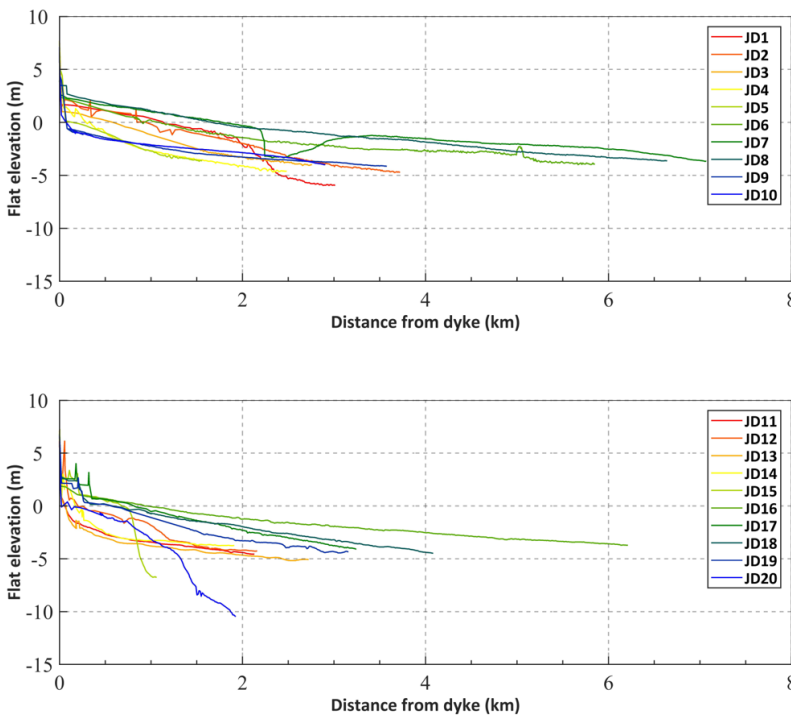 10
5
0
-5
-10
-15
Flat elevation (m)
0
2
4
6
8
Distance from dyke (km)
JD1
JD2
JD3
JD4
JD5
JD6
JD7
JD8
JD9
JD10
10
5
0
-5
-10
-15
Flat elevation (m)
0
2
4
6
8
Distance from dyke (km)
JD11
JD12
JD13
JD14
JD15
JD16
JD17
JD18
JD19
JD20